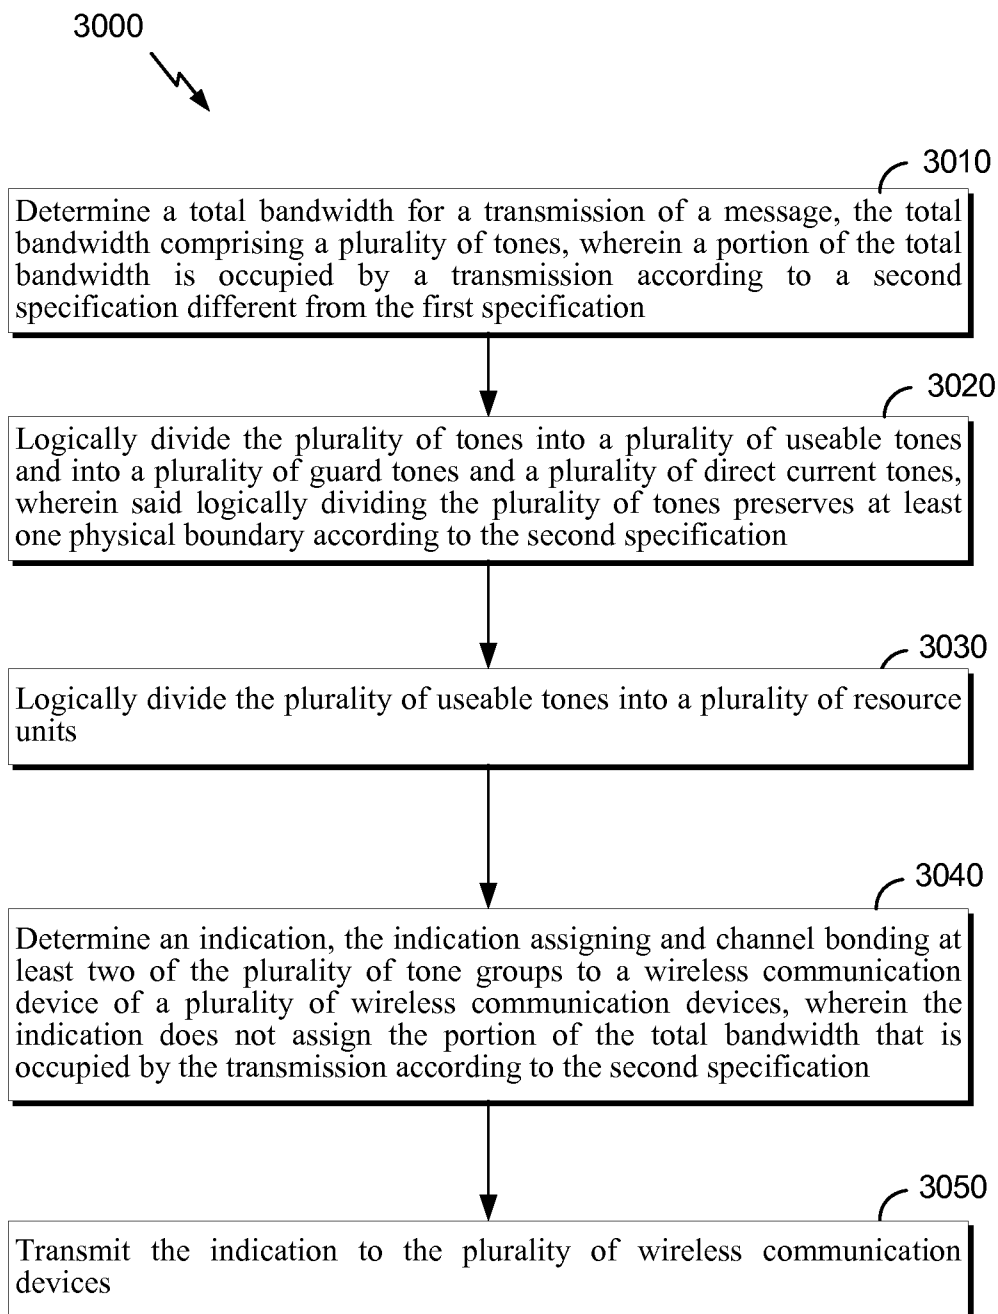 3000
3010
Determine a total bandwidth for a transmission of a message, the total
bandwidth comprising a plurality of tones, wherein a portion of the total
bandwidth is occupied by a transmission according to a second
specification different from the first specification
3020
Logically divide the plurality of tones into a plurality of useable tones
and into a plurality of guard tones and a plurality of direct current tones,
wherein said logically dividing the plurality of tones preserves at least
one physical boundary according to the second specification
3030
Logically divide the plurality of useable tones into a plurality of resource
units
3040
Determine an indication, the indication assigning and channel bonding at
least two of the plurality of tone groups to a wireless communication
device of a plurality of wireless communication devices, wherein the
indication does not assign the portion of the total bandwidth that is
occupied by the transmission according to the second specification
3050
Transmit the indication to the plurality of wireless communication
devices